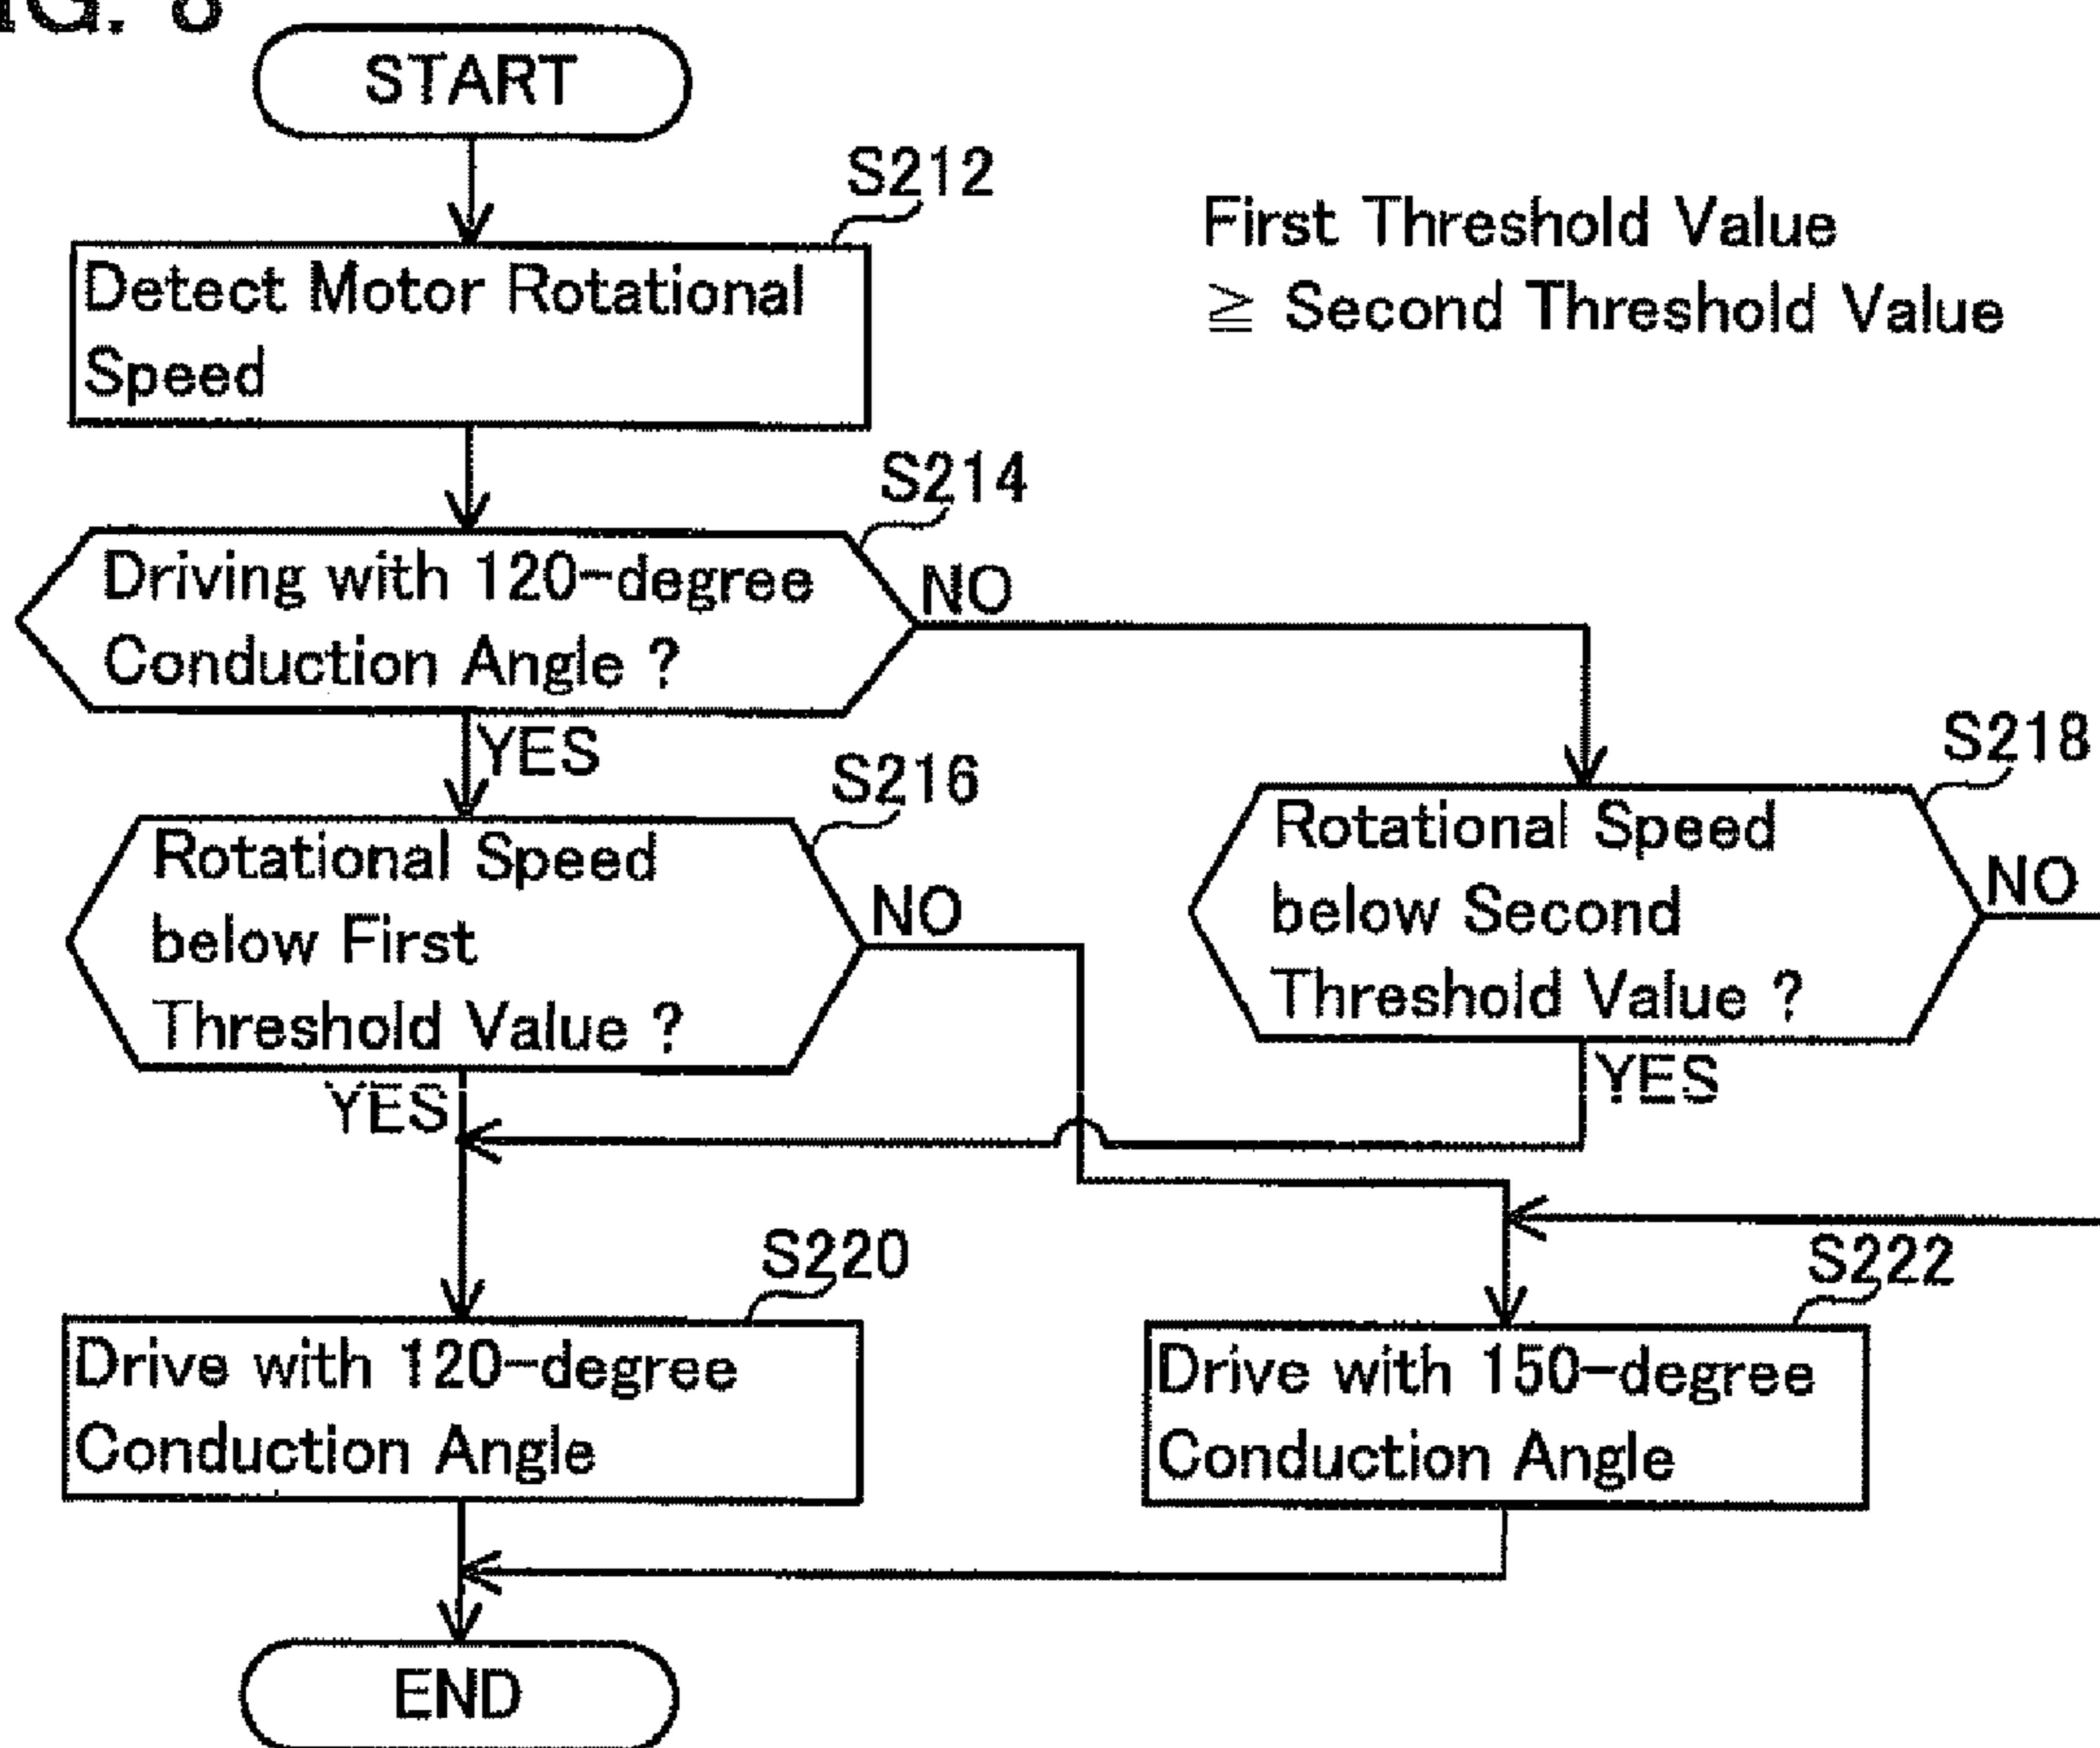 FIG. 8
START
S212
Detect Motor Rotational
Speed
First Threshold Value
≧ Second Threshold Value
S214
Driving with 120-degree
Conduction Angle ?
NO
YES
S216
Rotational Speed
below First
Threshold Value ?
NO
YES
S218
Rotational Speed
below Second
Threshold Value ?
NO
YES
S220
Drive with 120-degree
Conduction Angle
S222
Drive with 150-degree
Conduction Angle
END